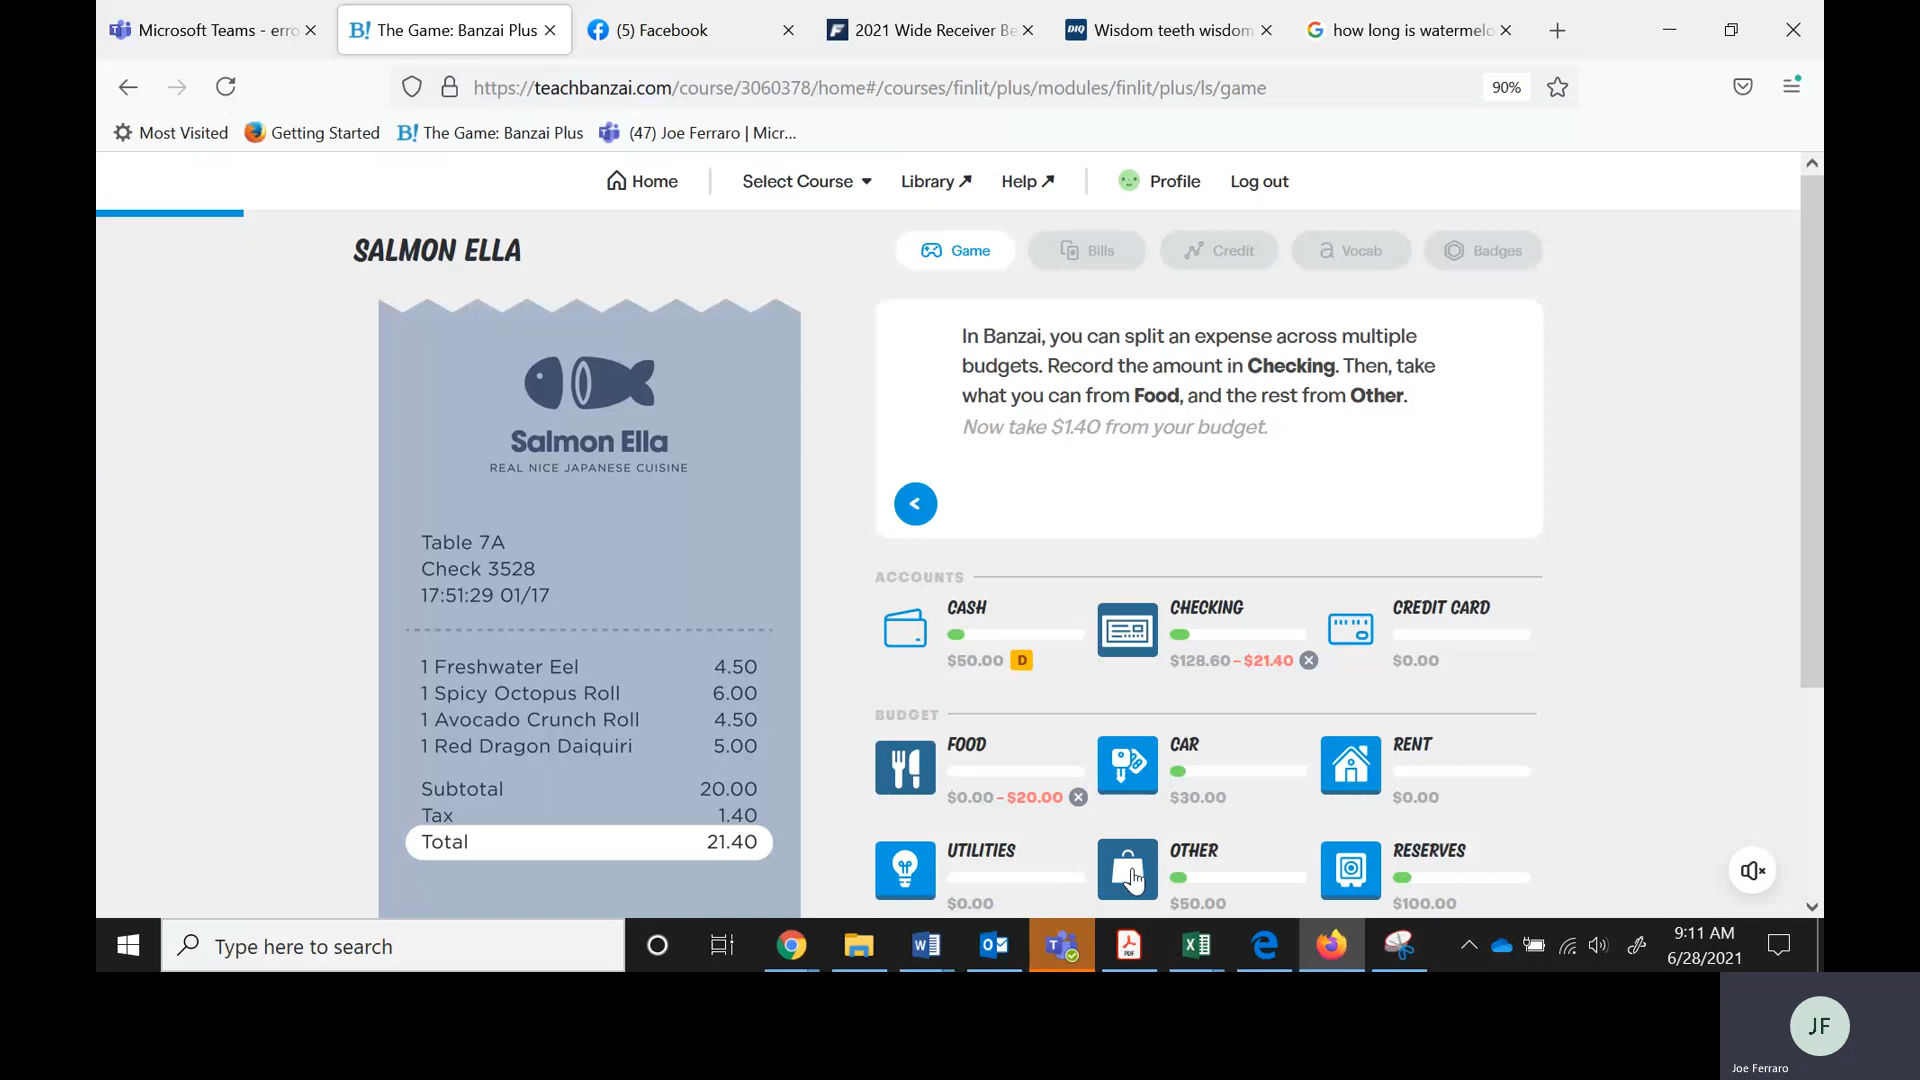 Microsoft Teams - erro
B! The Game: Banzai Plus
(5) Facebook
2021 Wide Receiver Be
DIQ Wisdom teeth wisdom
how long is watermelo
https://teachbanzai.com/course/3060378/home#/courses/finlit/plus/modules/finlit/plus/ls/game
90%
Most Visited
Getting Started
B! The Game: Banzai Plus
(47) Joe Ferraro | Micr...
Home
Select Course
Library
Help
Profile
Log out
SALMON ELLA
Game
Bills
Credit
a Vocab
Badges
Salmon Ella
REAL NICE JAPANESE CUISINE
Table 7A
Check 3528
17:51:29 01/17
1 Freshwater Eel 4.50
1 Spicy Octopus Roll 6.00
1 Avocado Crunch Roll 4.50
1 Red Dragon Daiquiri 5.00
Subtotal 20.00
Tax 1.40
Total 21.40
In Banzai, you can split an expense across multiple
budgets. Record the amount in Checking. Then, take
what you can from Food, and the rest from Other.
Now take $1.40 from your budget.
<
ACCOUNTS
CASH
$50.00 D
CHECKING
$128.60 - $21.40
CREDIT CARD
$0.00
BUDGET
FOOD
$0.00 - $20.00
CAR
$30.00
RENT
$0.00
UTILITIES
$0.00
OTHER
$50.00
RESERVES
$100.00
Type here to search
PDF
9:11 AM
6/28/2021
JF
Joe Ferraro